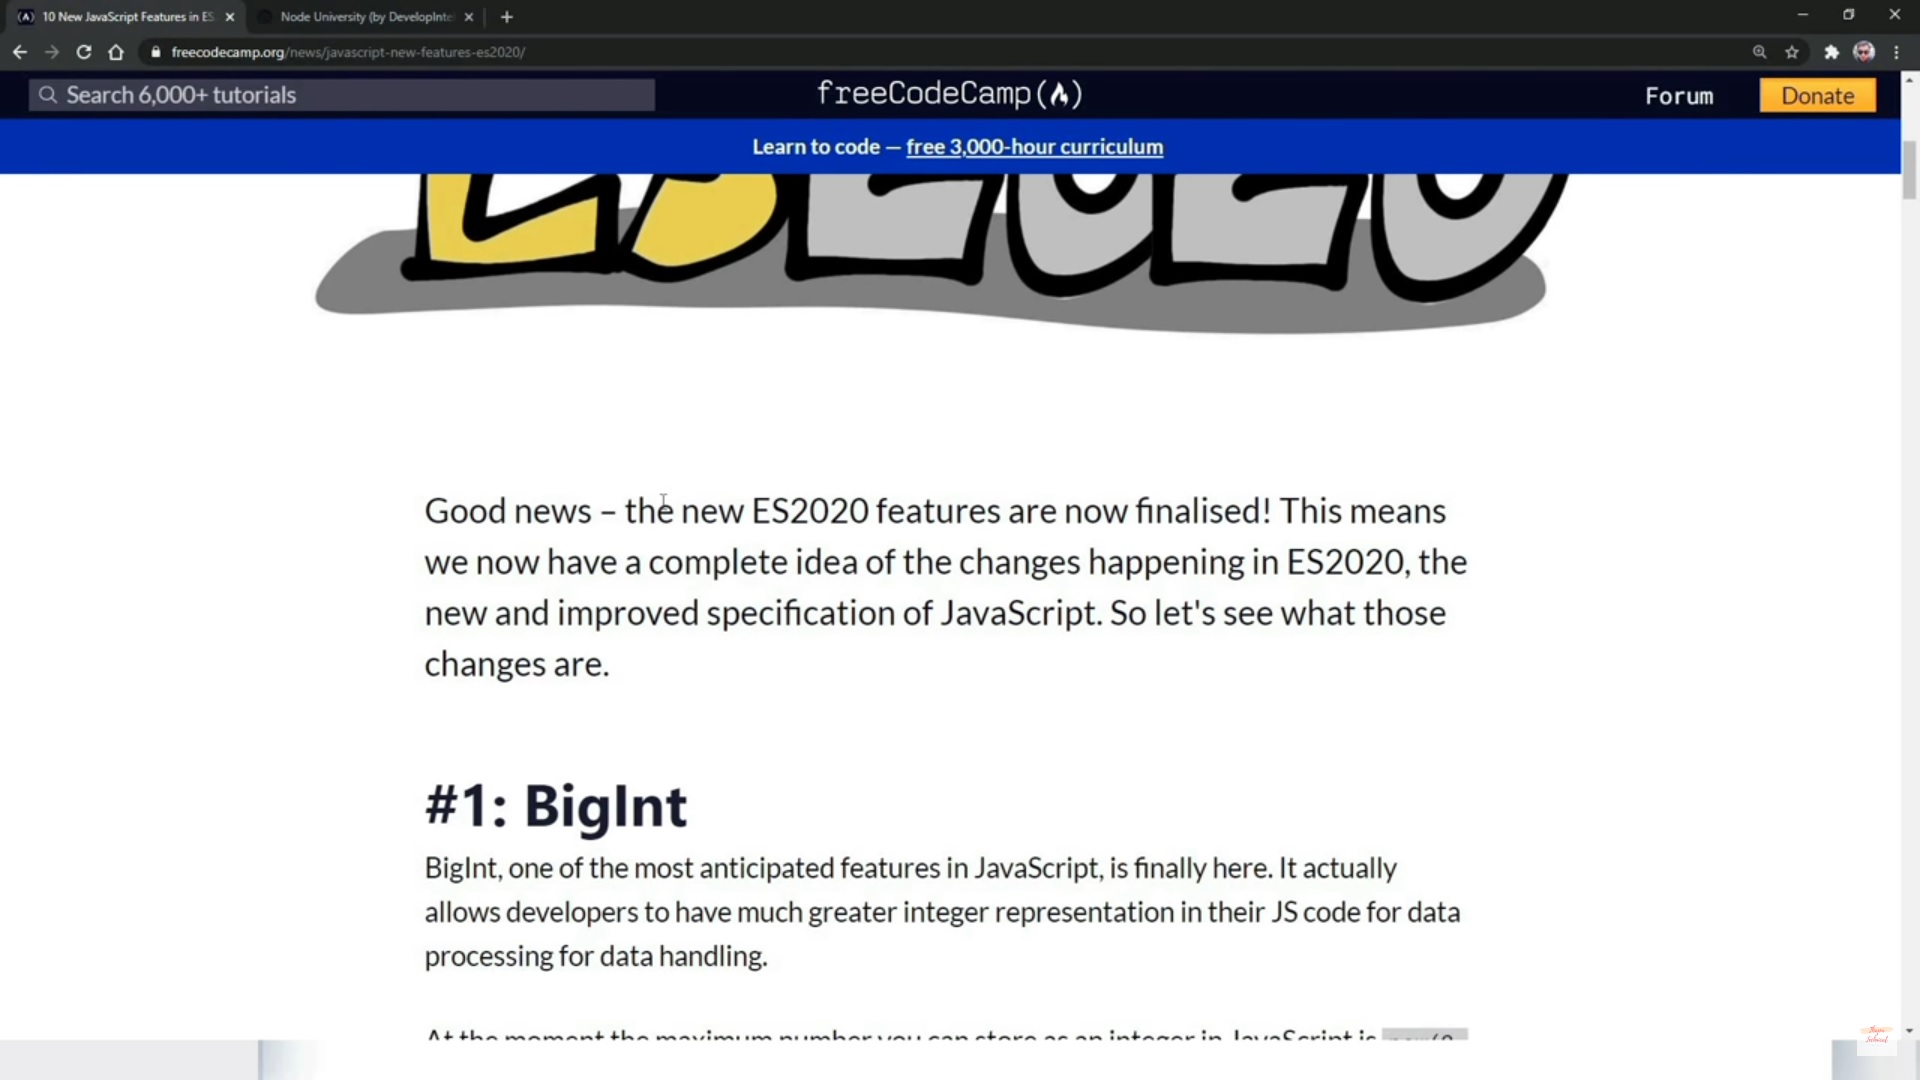 10 New JavaScript Features in ES
Node University (by DevelopInte
freecodecamp.org/news/javascript-new-features-es2020/
Search 6,000+ tutorials
freeCodeCamp
Forum
Donate
Learn to code — free 3,000-hour curriculum
ES2020
Good news – the new ES2020 features are now finalised! This means
we now have a complete idea of the changes happening in ES2020, the
new and improved specification of JavaScript. So let's see what those
changes are.
#1: BigInt
BigInt, one of the most anticipated features in JavaScript, is finally here. It actually
allows developers to have much greater integer representation in their JS code for data
processing for data handling.
At the moment the maximum number you can store as an integer in JavaScript is